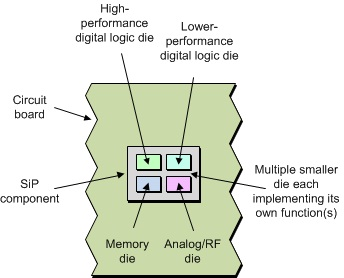 High-
performance
digital logic die
Lower-
performance
digital logic die
Circuit
board
SiP
component
Multiple smaller
die each
implementing its
own function(s)
Memory
die
Analog/RF
die